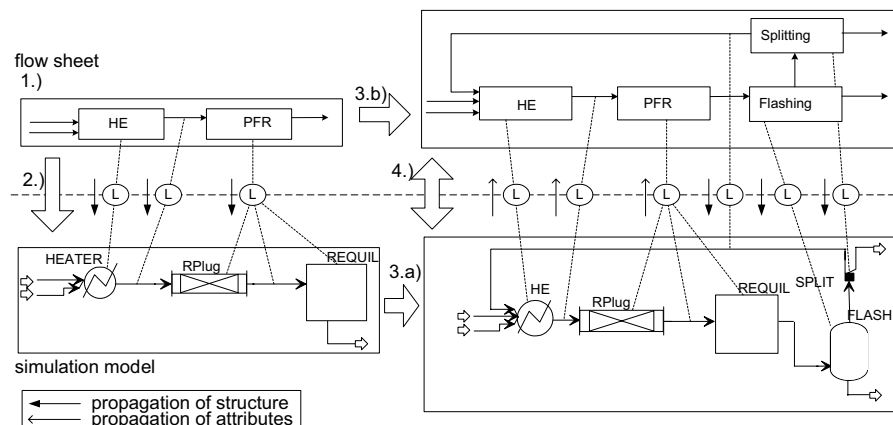 flow sheet
1.)
HE
PFR
2.)
L
L
L
HEATER
RPlug
REQUIL
simulation model
propagation of structure
propagation of attributes
3.b)
3.a)
4.)
Splitting
HE
PFR
Flashing
L
L
L
L
L
L
HE
RPlug
REQUIL
SPLIT
FLASH